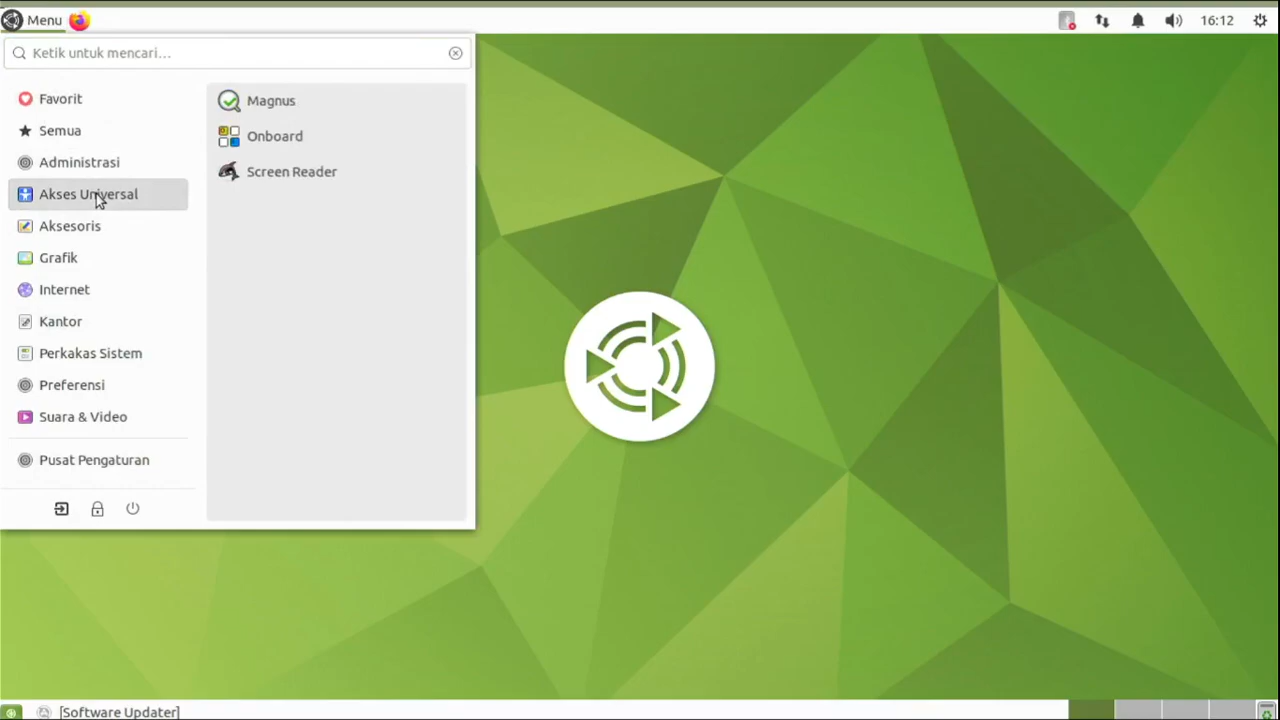 Menu
16:12
Ketik untuk mencari...
Favorit
Semua
Administrasi
Akses Universal
Aksesoris
Grafik
Internet
Kantor
Perkakas Sistem
Preferensi
Suara & Video
Pusat Pengaturan
Magnus
Onboard
Screen Reader
[Software Updater]